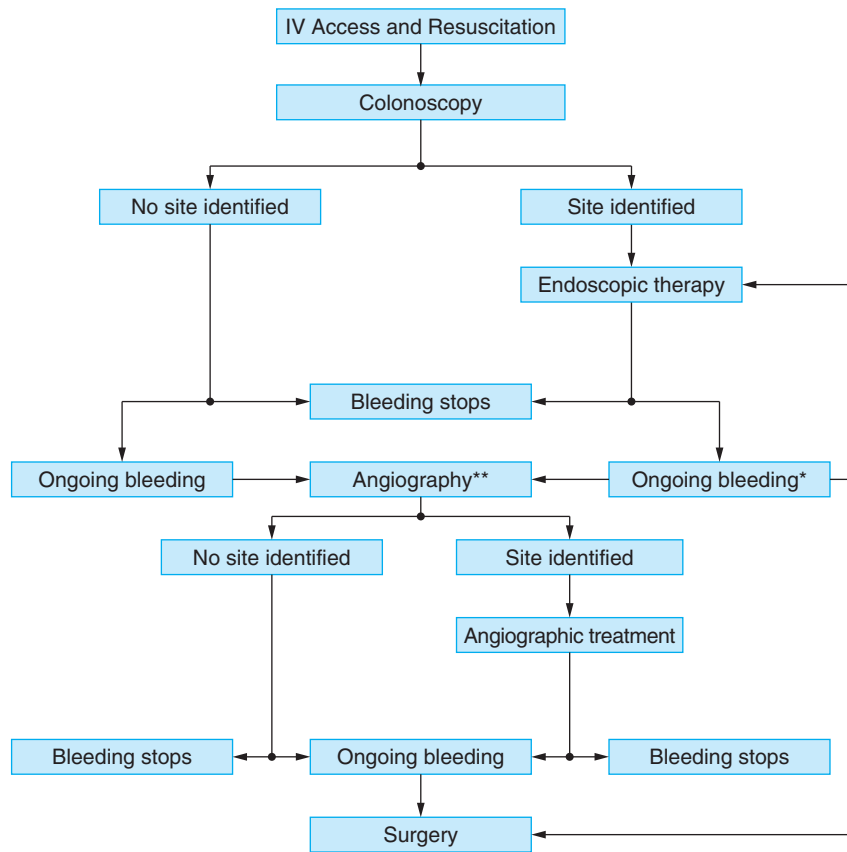 IV Access and Resuscitation
Colonoscopy
No site identified
Site identified
Endoscopic therapy
Bleeding stops
Ongoing bleeding
Angiography**
Ongoing bleeding*
No site identified
Site identified
Angiographic treatment
Bleeding stops
Ongoing bleeding
Bleeding stops
Surgery